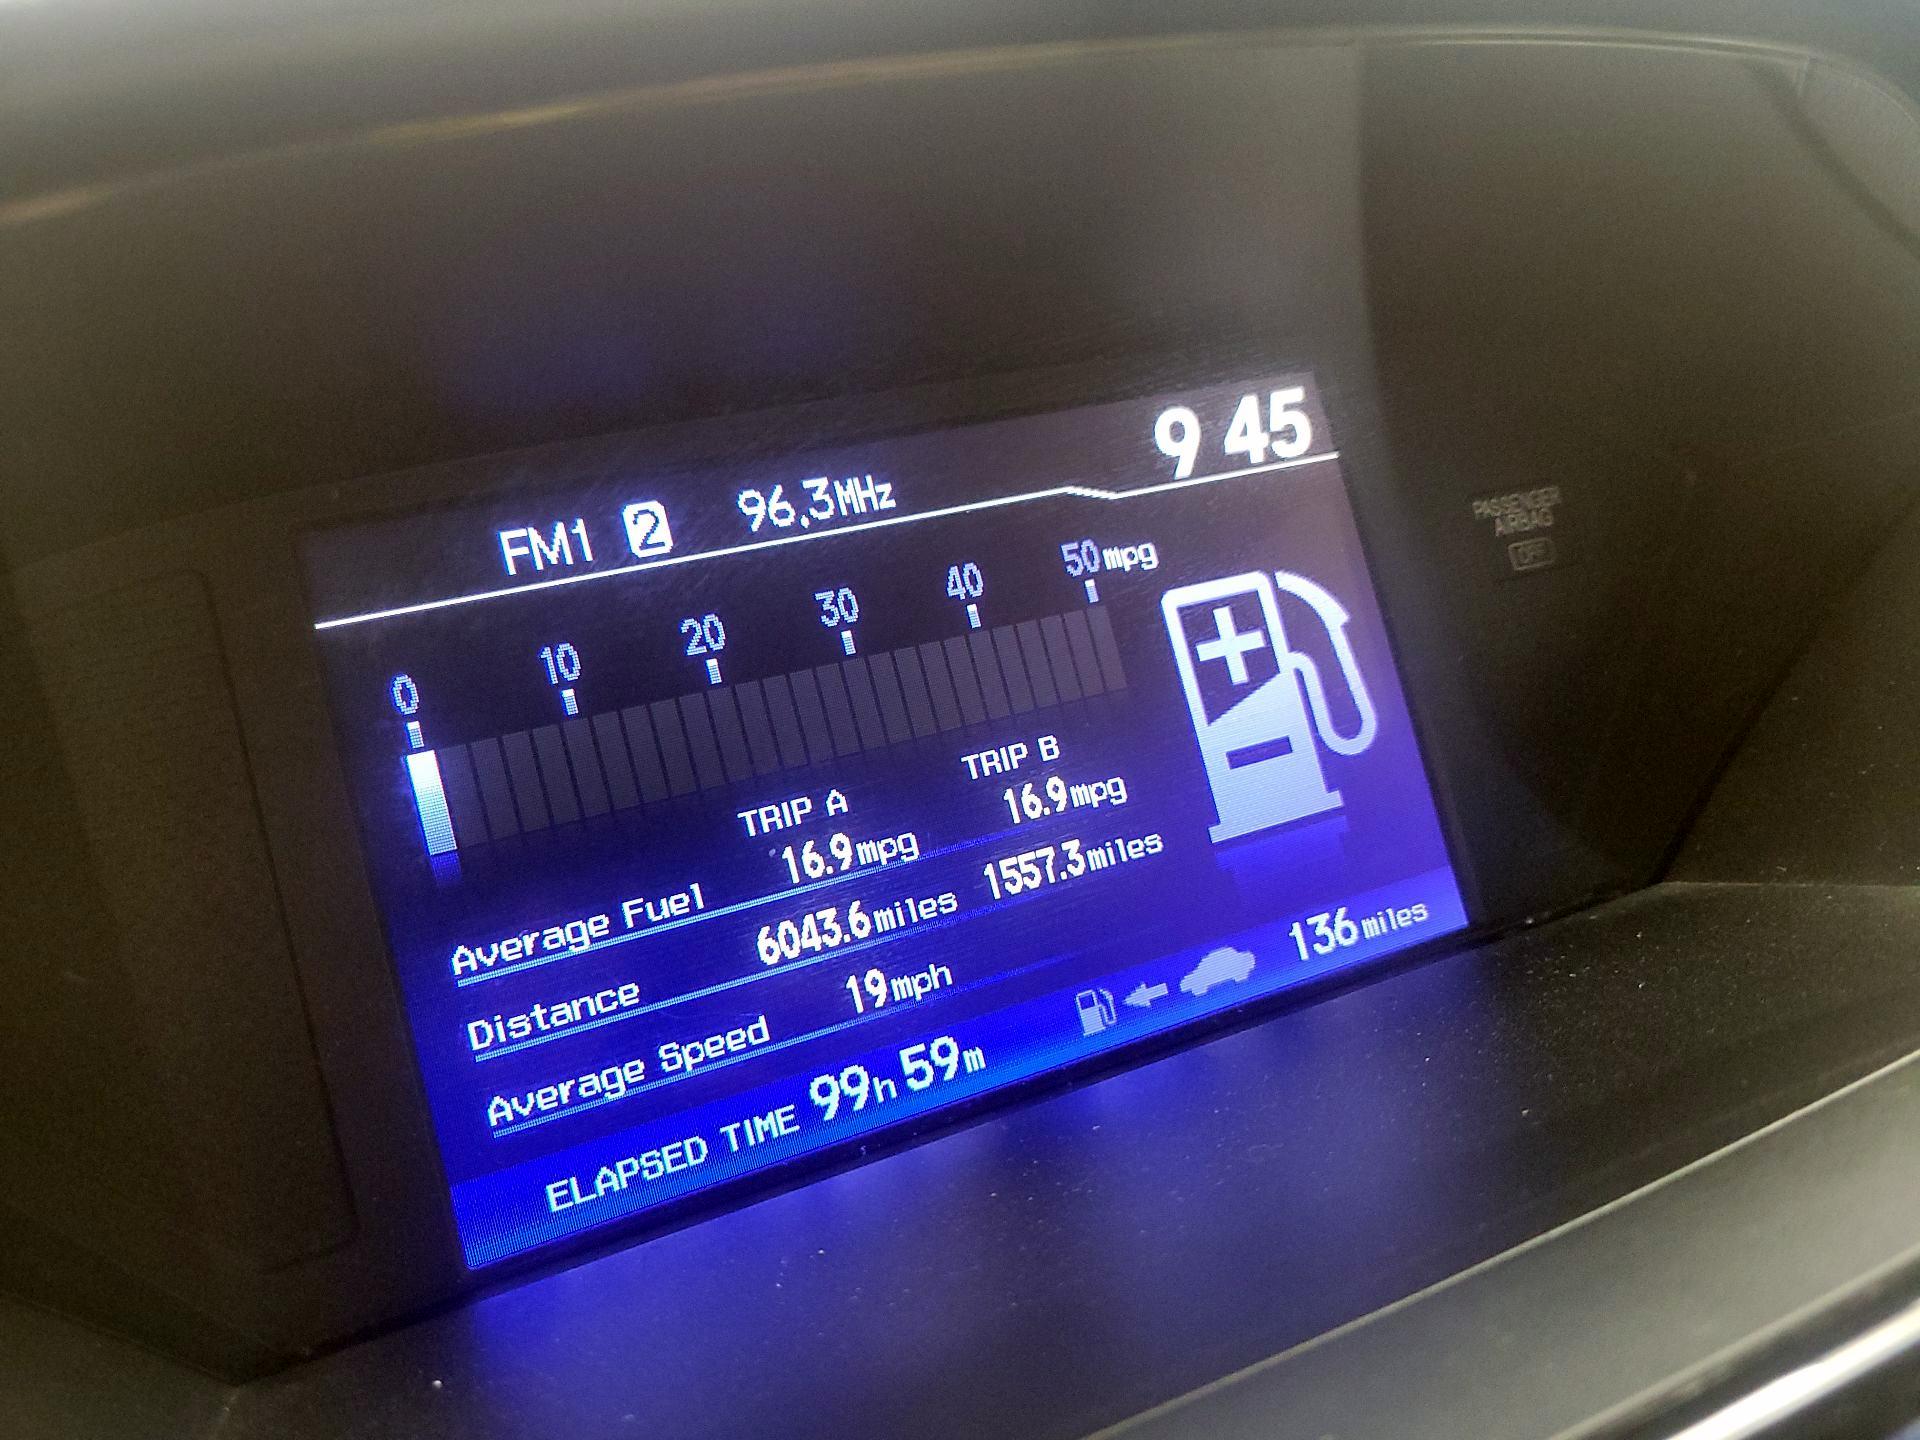 9 45
FM1 2 96.3MHz
0 10 20 30 40 50mpg
PASSENGER
AIRBAG
OFF
TRIP A TRIP B
Average Fuel 16.9mpg 16.9mpg
Distance 6043.6miles 1557.3miles
Average Speed 19mph
136miles
ELAPSED TIME 99h 59m